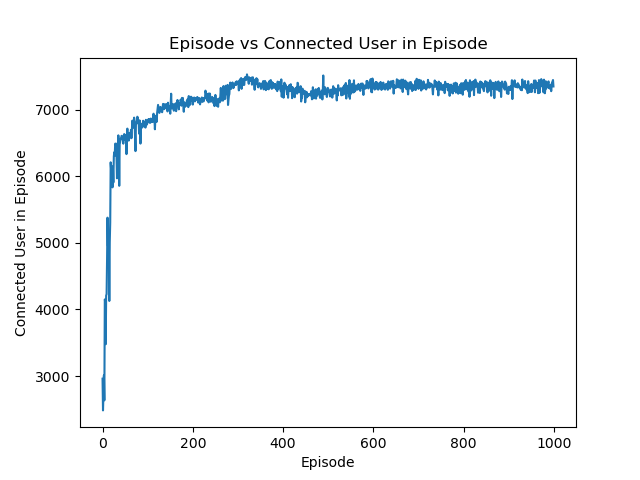 Episode vs Connected User in Episode
7000
6000
5000
4000
3000
Connected User in Episode
0 200 400 600 800 1000
Episode